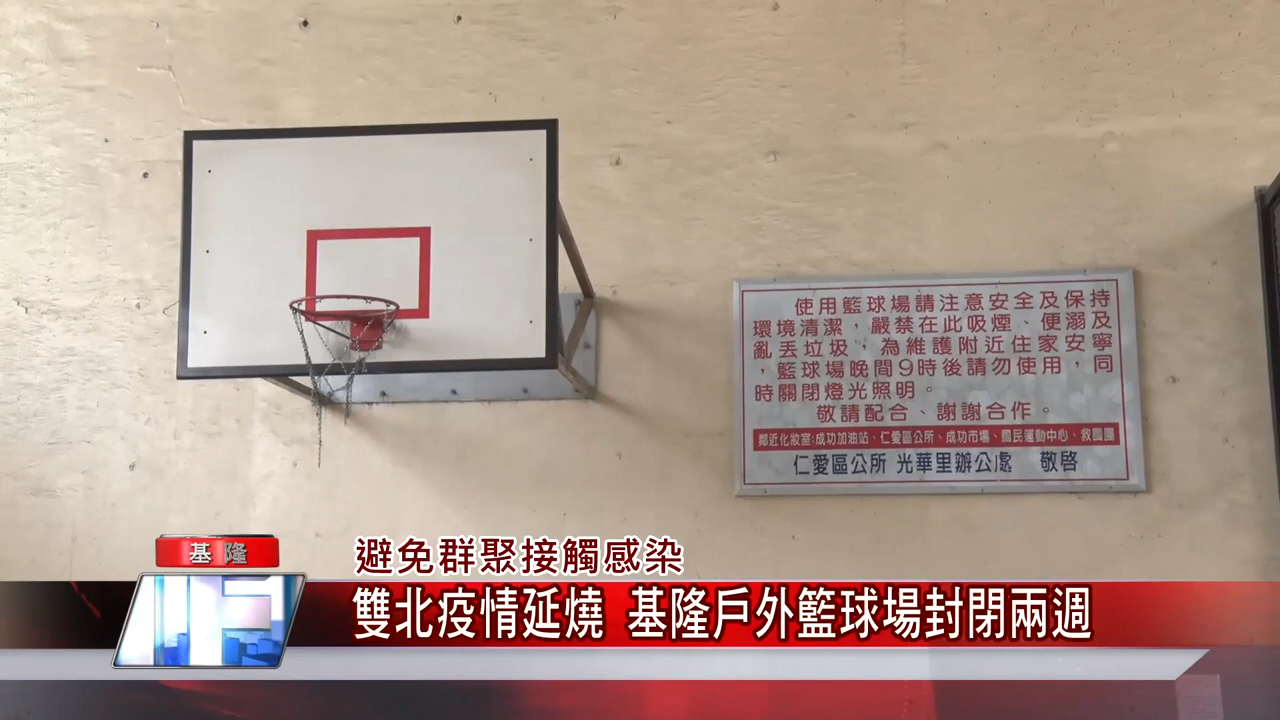 使用籃球場請注意安全及保持
環境清潔，嚴禁在此吸煙、便溺及
亂丟垃圾，為維護附近住家安寧
，籃球場晚間9時後請勿使用，同
時關閉燈光照明。
敬請配合、謝謝合作。
鄰近化妝室:成功加油站、仁愛區公所、成功市場、國民運動中心、救國團
仁愛區公所 光華里辦公處 敬啓
基隆
避免群聚接觸感染
雙北疫情延燒 基隆戶外籃球場封閉兩週